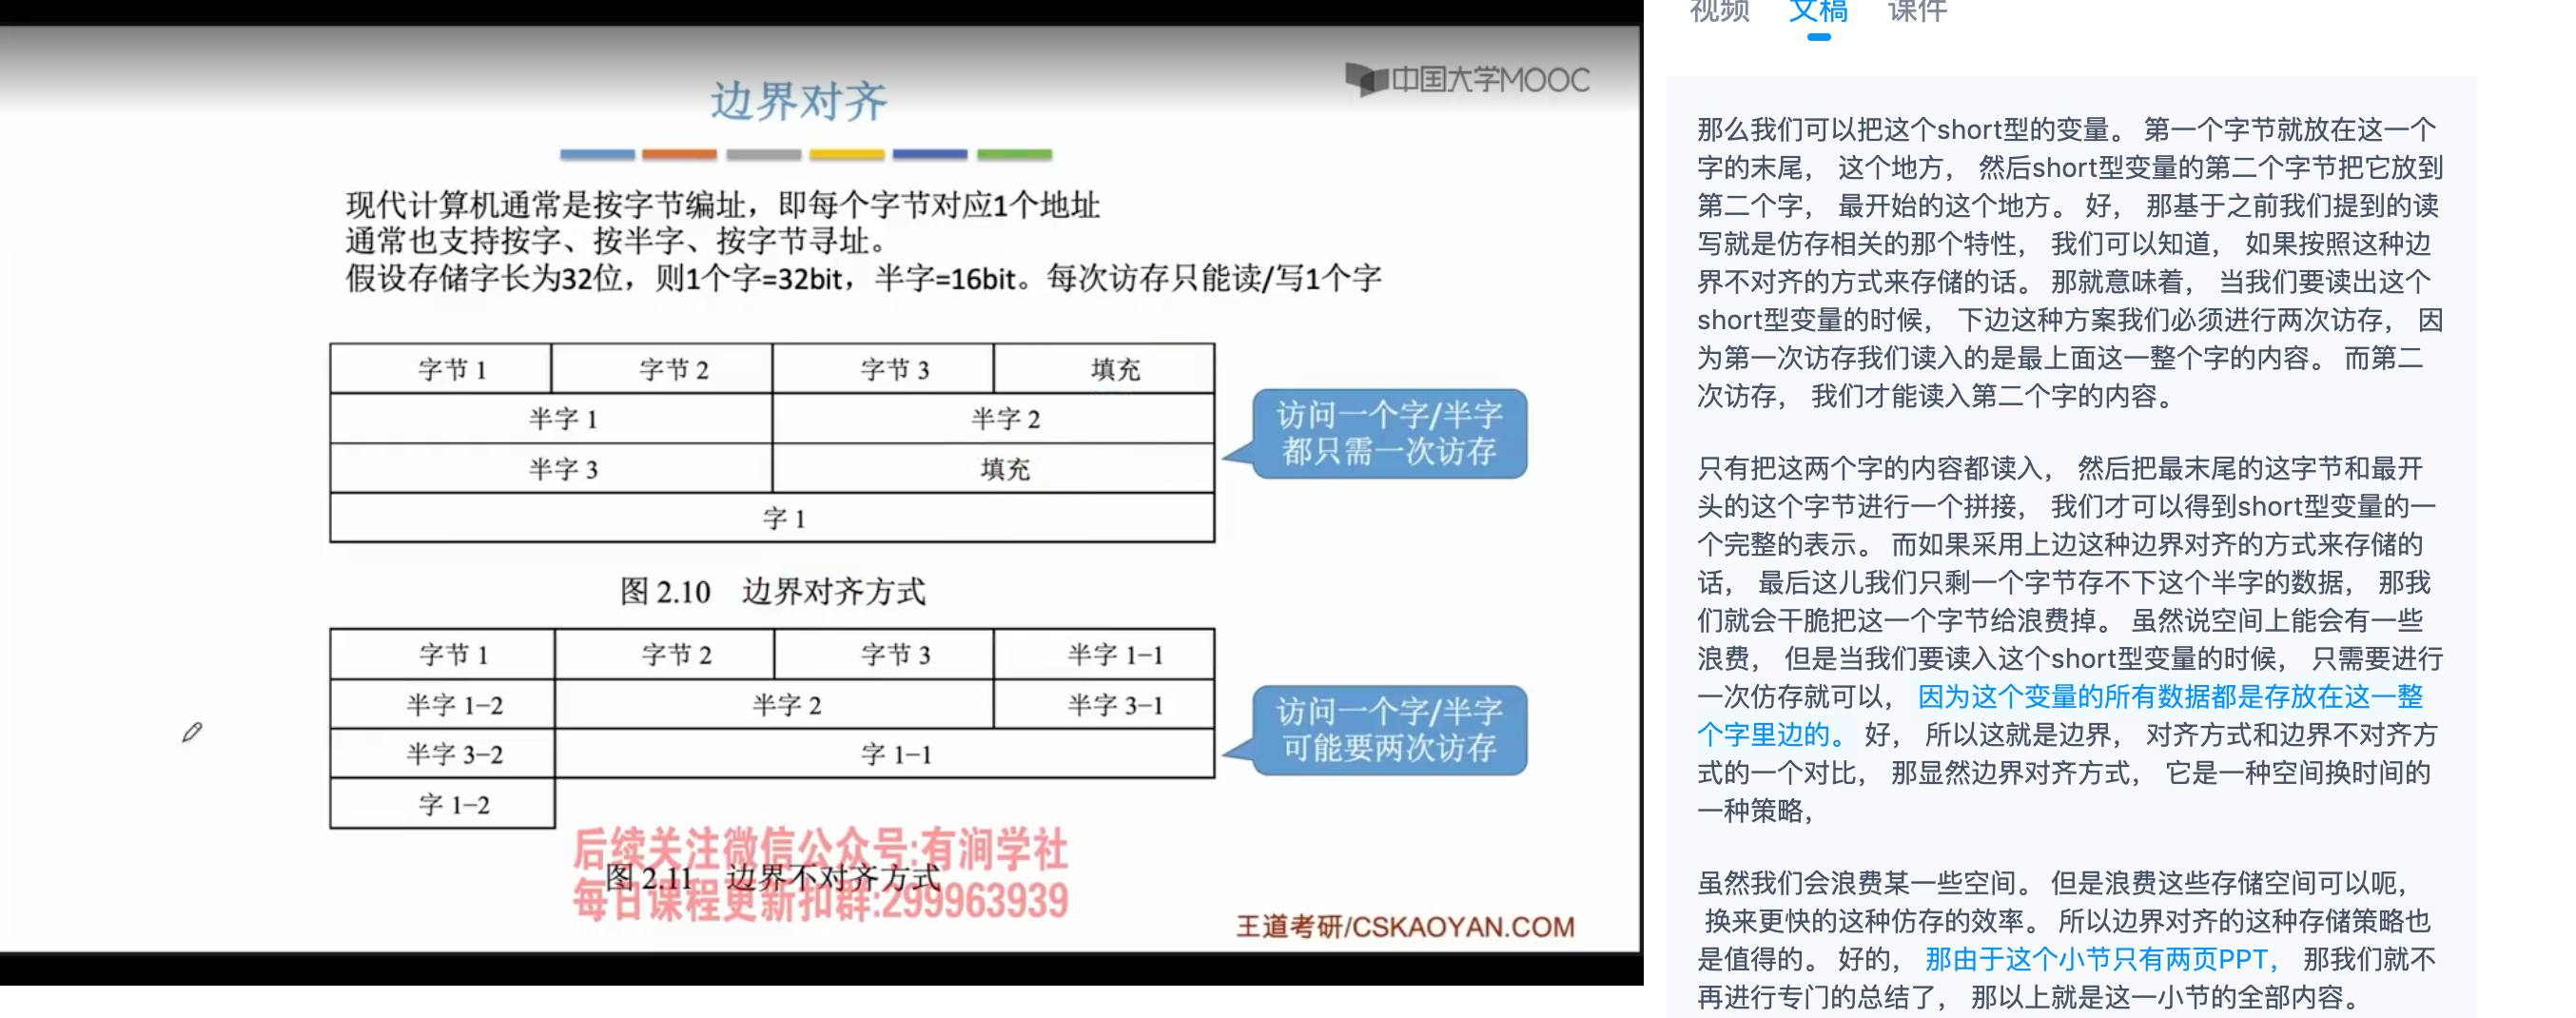 边界对齐
中国大学MOOC
现代计算机通常是按字节编址，即每个字节对应1个地址
通常也支持按字、按半字、按字节寻址。
假设存储字长为32位，则1个字=32bit，半字=16bit。每次访存只能读/写1个字
字节 1 字节 2 字节 3 填充
半字 1 半字 2
半字 3 填充
字 1
访问一个字/半字
都只需一次访存
图 2.10 边界对齐方式
字节 1 字节 2 字节 3 半字 1-1
半字 1-2 半字 2 半字 3-1
半字 3-2 字 1-1
字 1-2
访问一个字/半字
可能要两次访存
后续关注微信公众号:有涧学社
图 2.11 边界不对齐方式
每日课程更新扣群:299963939
王道考研/CSKAOYAN.COM
视频 文稿 课件
那么我们可以把这个short型的变量。 第一个字节就放在这一个
字的末尾， 这个地方， 然后short型变量的第二个字节把它放到
第二个字， 最开始的这个地方。 好， 那基于之前我们提到的读
写就是仿存相关的那个特性， 我们可以知道， 如果按照这种边
界不对齐的方式来存储的话。 那就意味着， 当我们要读出这个
short型变量的时候， 下边这种方案我们必须进行两次访存， 因
为第一次访存我们读入的是最上面这一整个字的内容。 而第二
次访存， 我们才能读入第二个字的内容。
只有把这两个字的内容都读入， 然后把最末尾的这字节和最开
头的这个字节进行一个拼接， 我们才可以得到short型变量的一
个完整的表示。 而如果采用上边这种边界对齐的方式来存储的
话， 最后这儿我们只剩一个字节存不下这个半字的数据， 那我
们就会干脆把这一个字节给浪费掉。 虽然说空间上能会有一些
浪费， 但是当我们要读入这个short型变量的时候， 只需要进行
一次仿存就可以， 因为这个变量的所有数据都是存放在这一整
个字里边的。 好， 所以这就是边界， 对齐方式和边界不对齐方
式的一个对比， 那显然边界对齐方式， 它是一种空间换时间的
一种策略，
虽然我们会浪费某一些空间。 但是浪费这些存储空间可以呃，
换来更快的这种仿存的效率。 所以边界对齐的这种存储策略也
是值得的。 好的， 那由于这个小节只有两页PPT， 那我们就不
再进行专门的总结了， 那以上就是这一小节的全部内容。